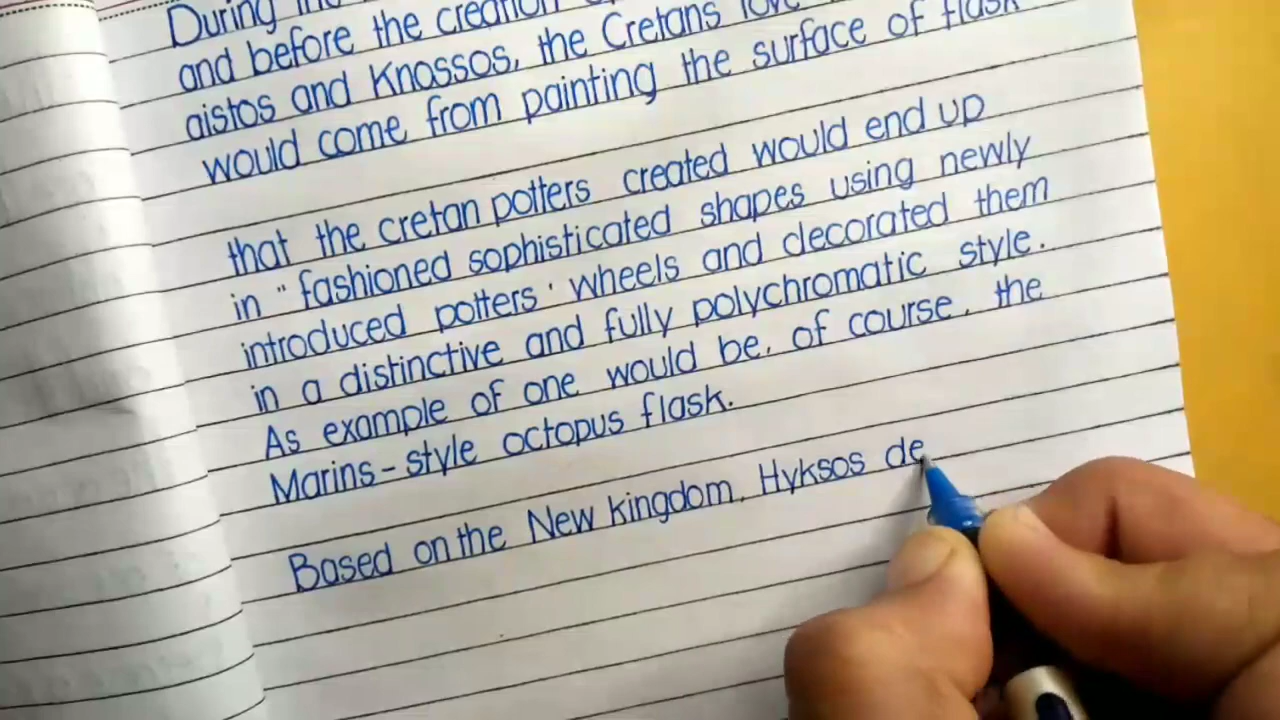 During
and before the creation
aistos and Knossos, the Cretans
would come from painting the surface of flask
that the cretan potters created would end up
in " fashioned sophisticated shapes using newly
introduced potters ' wheels and decorated them
in a distinctive and fully polychromatic style.
As example of one would be, of course, the
Marins-style octopus flask.
Based on the New kingdom, Hyksos de